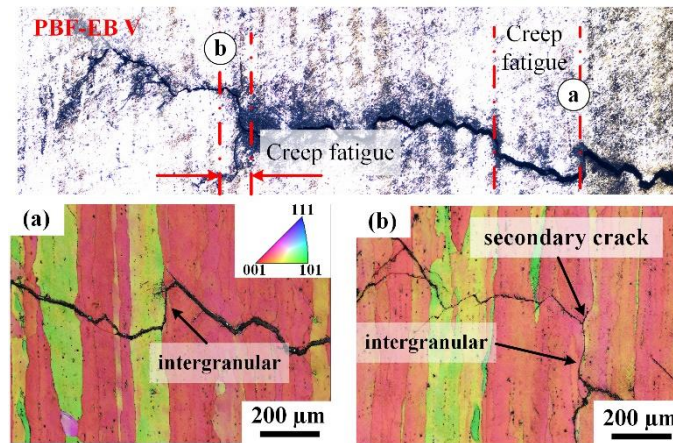 PBF-EB V
b
Creep
fatigue
a
Creep fatigue
(a)
111
001
101
intergranular
200 μm
(b)
secondary crack
intergranular
200 μm